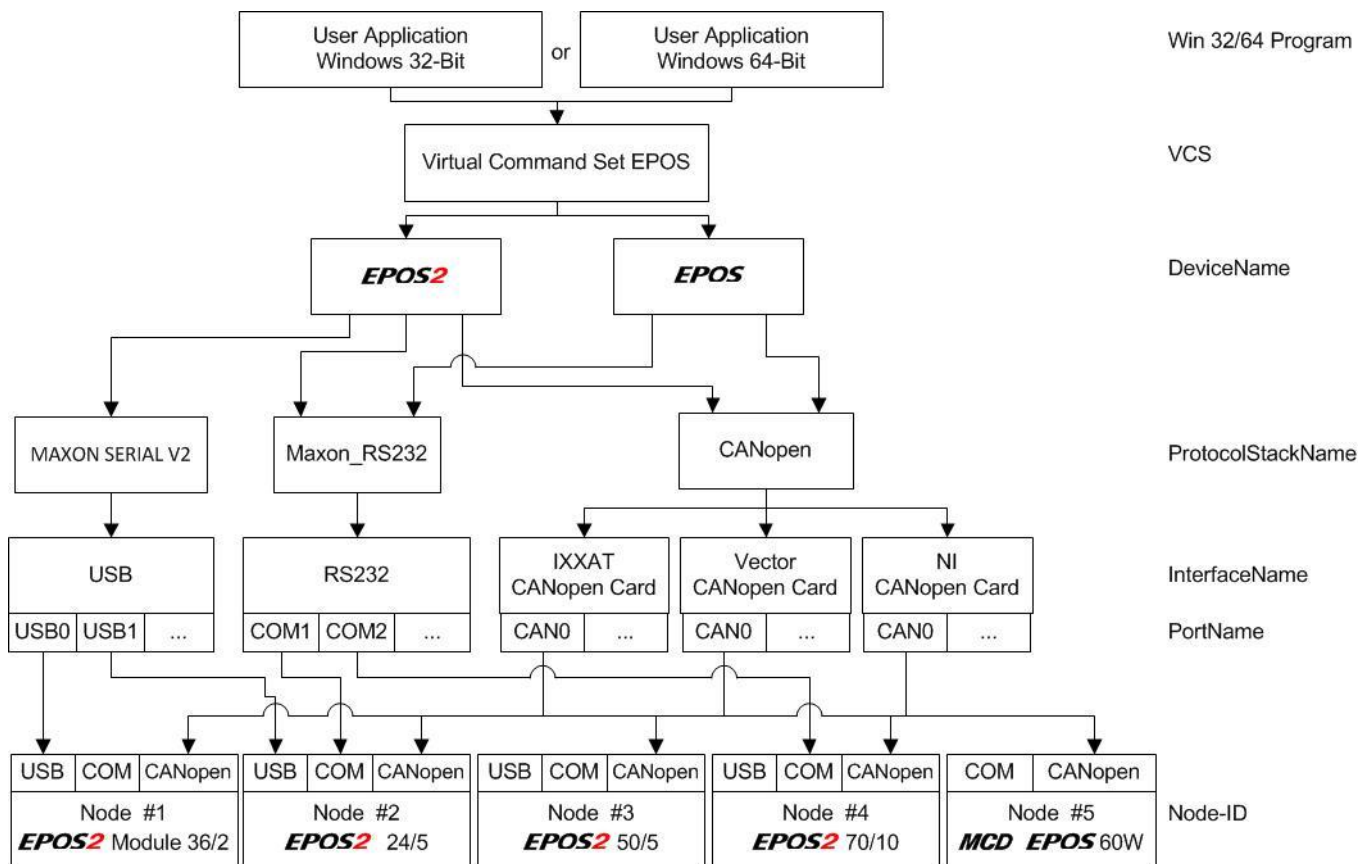 User Application
Windows 32-Bit
or
User Application
Windows 64-Bit
Win 32/64 Program
Virtual Command Set EPOS
VCS
EPOS2
EPOS
DeviceName
MAXON SERIAL V2
Maxon_RS232
CANopen
ProtocolStackName
USB
RS232
IXXAT
CANopen Card
Vector
CANopen Card
NI
CANopen Card
InterfaceName
USB0 USB1 ...
COM1 COM2 ...
CAN0 ...
CAN0 ...
CAN0 ...
PortName
USB COM CANopen
USB COM CANopen
USB COM CANopen
USB COM CANopen
COM CANopen
Node #1
EPOS2 Module 36/2
Node #2
EPOS2 24/5
Node #3
EPOS2 50/5
Node #4
EPOS2 70/10
Node #5
MCD EPOS 60W
Node-ID